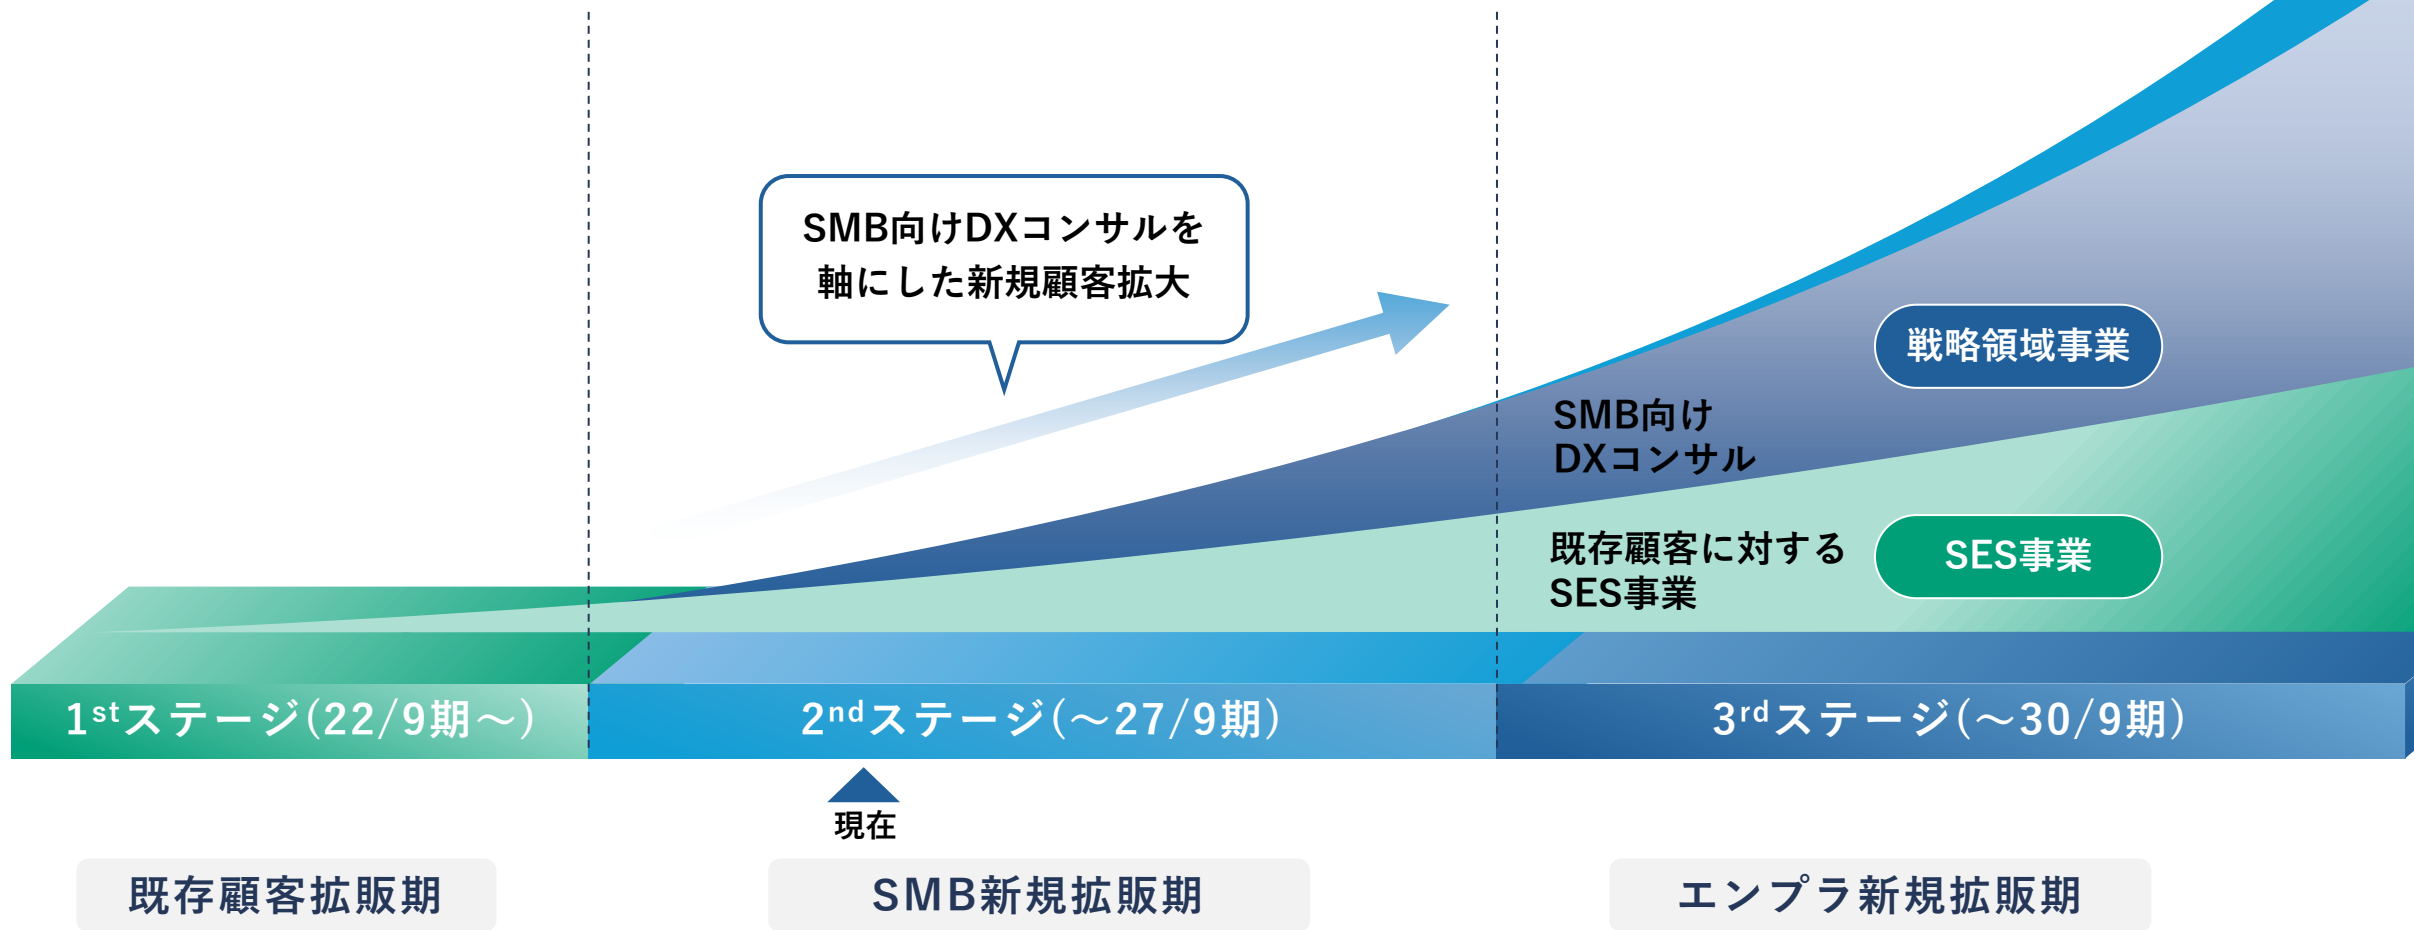 SMB向けDXコンサルを
軸にした新規顧客拡大
戦略領域事業
SMB向け
DXコンサル
既存顧客に対する
SES事業
SES事業
1stステージ(22/9期～)
2ndステージ(～27/9期)
3rdステージ(～30/9期)
現在
既存顧客拡販期
SMB新規拡販期
エンプラ新規拡販期